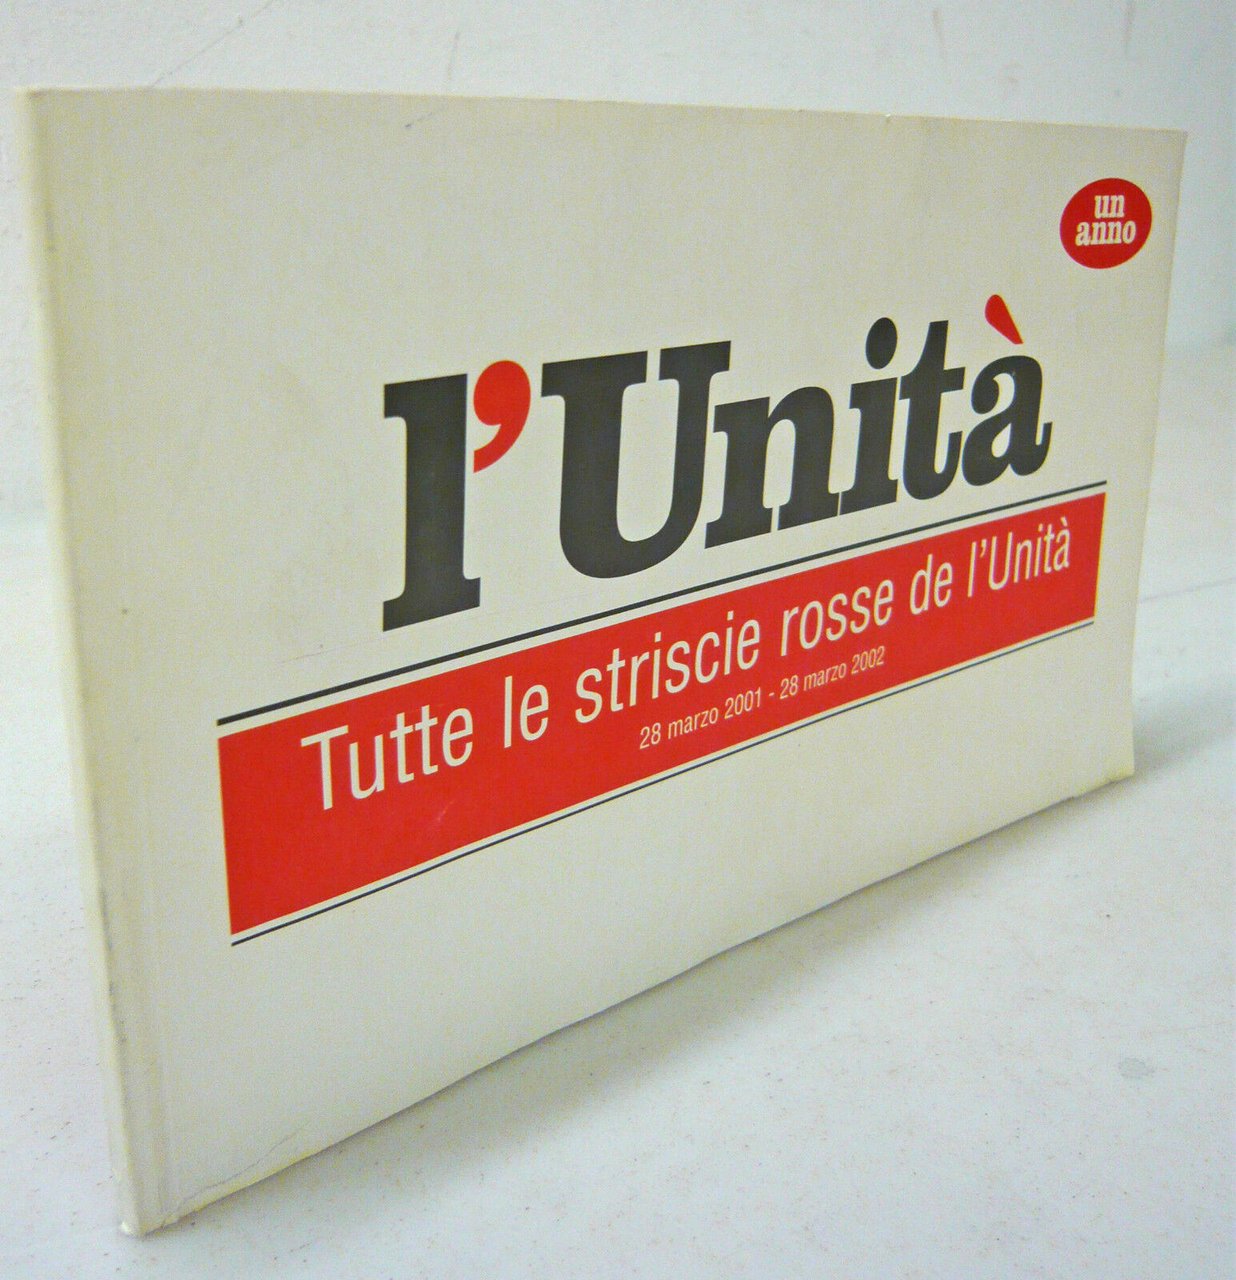 un
anno
l'Unità
Tutte le striscie rosse de l'Unità
28 marzo 2001 - 28 marzo 2002